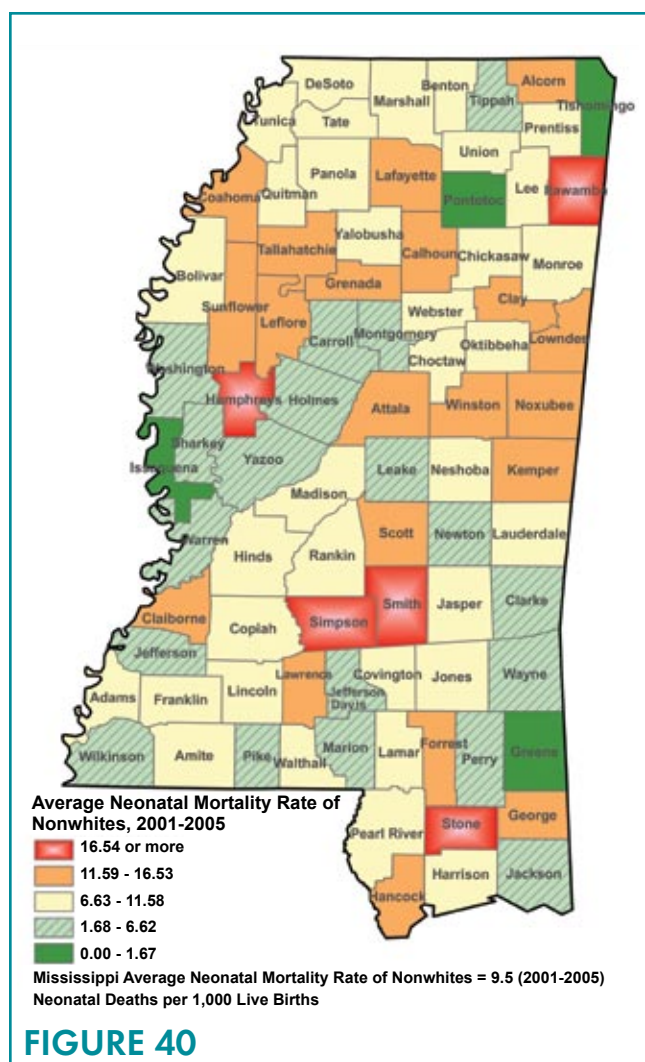 DeSoto
Benton
Alcorn
Marshall
Tippah
Tishomingo
Tunica
Tate
Prentiss
Union
Panola
Lafayette
Lee
Itawamba
Coahoma
Quitman
Pontotoc
Yalobusha
Tallahatchie
Calhoun
Chickasaw
Monroe
Bolivar
Grenada
Sunflower
Clay
Leflore
Webster
Carroll
Montgomery
Oktibbeha
Lowndes
Choctaw
Washington
Humphreys
Holmes
Attala
Winston
Noxubee
Sharkey
Issaquena
Yazoo
Leake
Neshoba
Kemper
Madison
Warren
Scott
Newton
Lauderdale
Hinds
Rankin
Smith
Jasper
Clarke
Claiborne
Simpson
Copiah
Jefferson
Lawrence
Covington
Jones
Wayne
Jefferson
Davis
Adams
Franklin
Lincoln
Wilkinson
Amite
Pike
Walthall
Marion
Lamar
Forrest
Perry
Greene
Average Neonatal Mortality Rate of
Nonwhites, 2001-2005
Pearl River
Stone
George
Harrison
Jackson
Hancock
16.54 or more
11.59 - 16.53
6.63 - 11.58
1.68 - 6.62
0.00 - 1.67
Mississippi Average Neonatal Mortality Rate of Nonwhites = 9.5 (2001-2005)
Neonatal Deaths per 1,000 Live Births
FIGURE 40